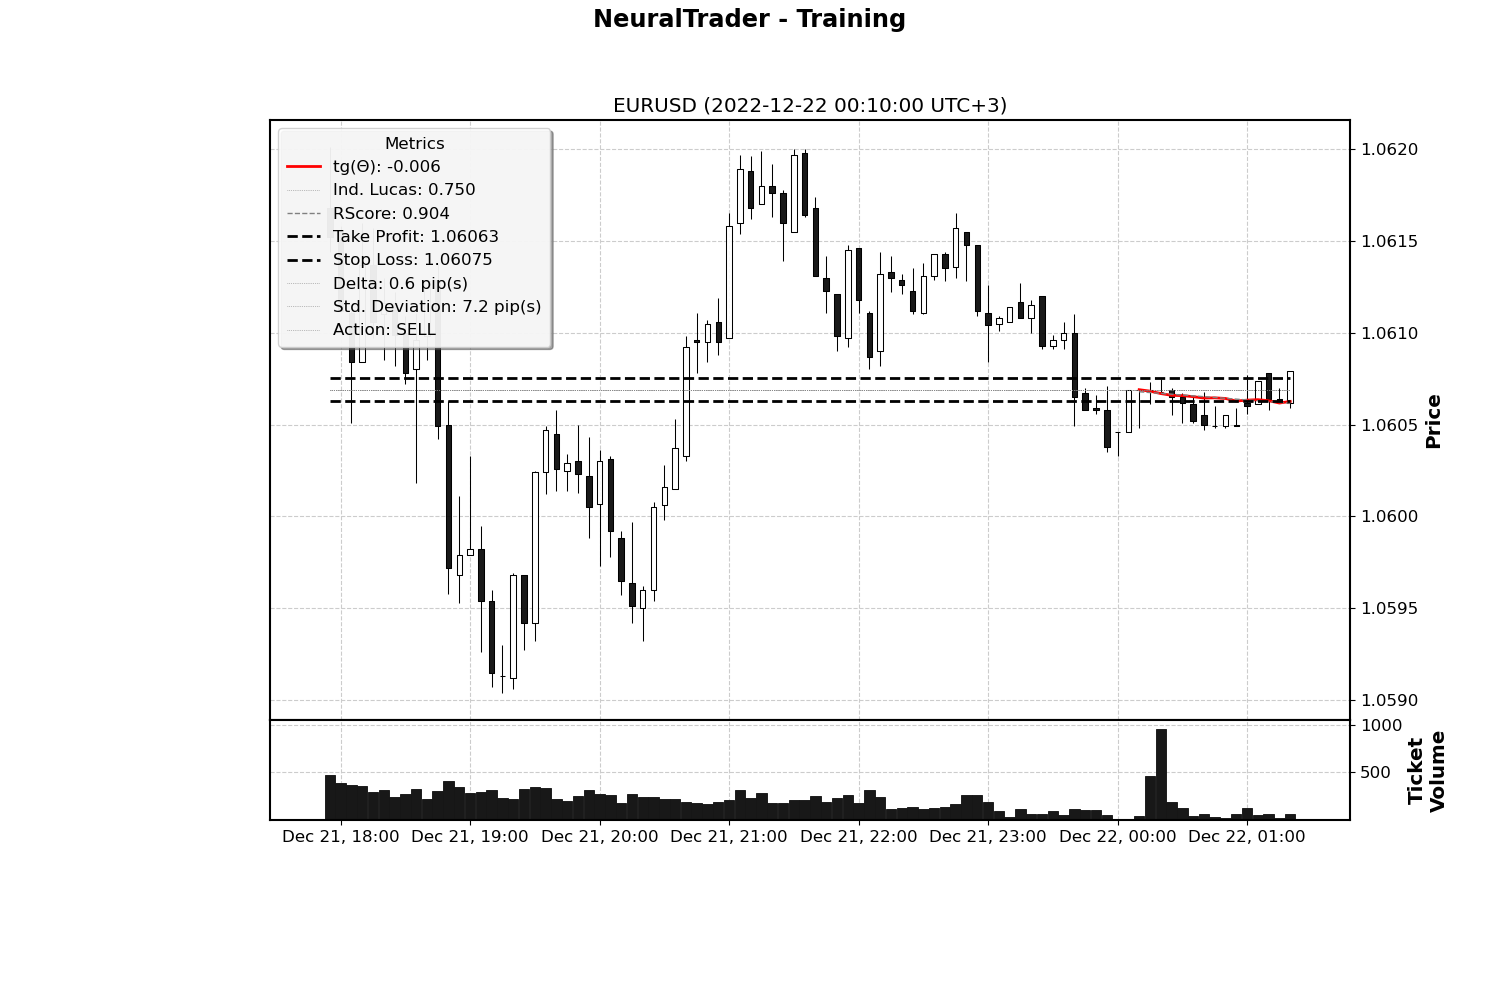 NeuralTrader - Training
EURUSD (2022-12-22 00:10:00 UTC+3)
Metrics
tg(Θ): -0.006
Ind. Lucas: 0.750
RScore: 0.904
Take Profit: 1.06063
Stop Loss: 1.06075
Delta: 0.6 pip(s)
Std. Deviation: 7.2 pip(s)
Action: SELL
1.0620
1.0615
1.0610
1.0605
1.0600
1.0595
1.0590
Price
1000
500
Ticket
Volume
Dec 21, 18:00
Dec 21, 19:00
Dec 21, 20:00
Dec 21, 21:00
Dec 21, 22:00
Dec 21, 23:00
Dec 22, 00:00
Dec 22, 01:00